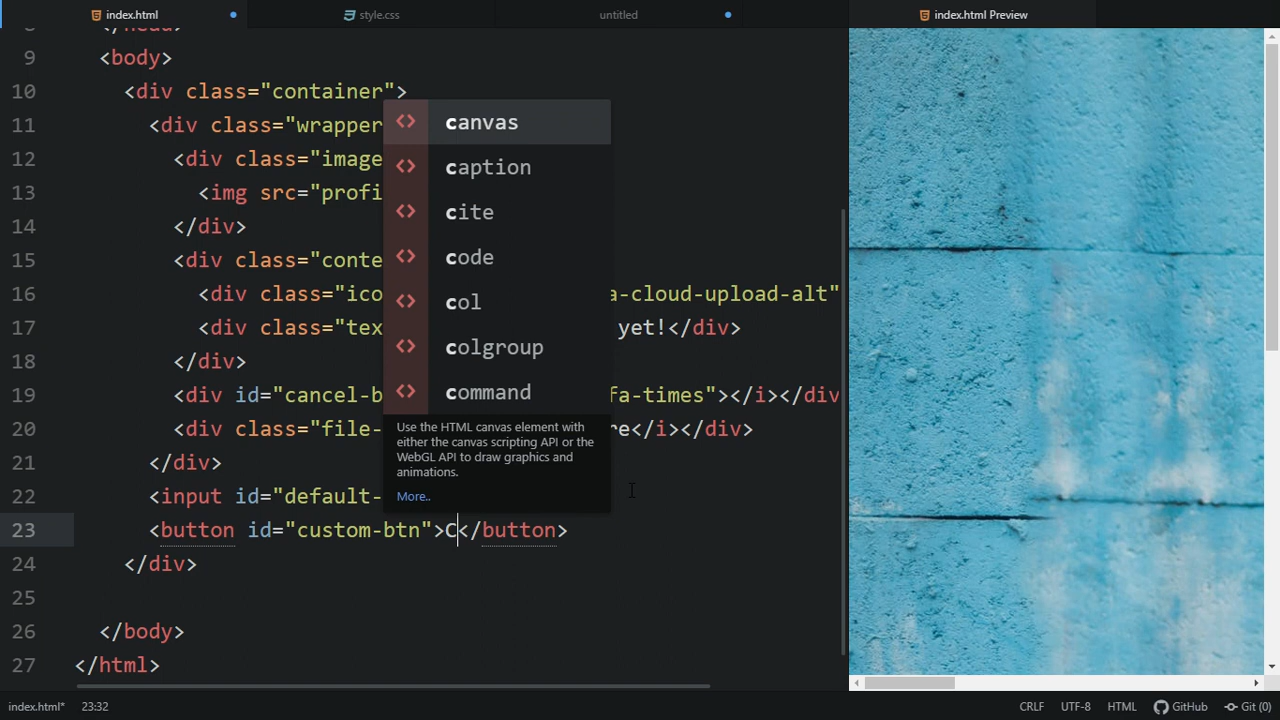 index.html
style.css
untitled
index.html Preview
8 </head>
9 <body>
10 <div class="container">
11 <div class="wrapper
12 <div class="image
13 <img src="profi
14 </div>
15 <div class="conte
16 <div class="ico a-cloud-upload-alt"
17 <div class="tex yet!</div>
18 </div>
19 <div id="cancel-b fa-times"></i></div
20 <div class="file- re</i></div>
21 </div>
22 <input id="default-
23 <button id="custom-btn">C</button>
24 </div>
25
26 </body>
27 </html>
canvas
caption
cite
code
col
colgroup
command
Use the HTML canvas element with
either the canvas scripting API or the
WebGL API to draw graphics and
animations.
More..
index.html* 23:32 CRLF UTF-8 HTML GitHub Git (0)